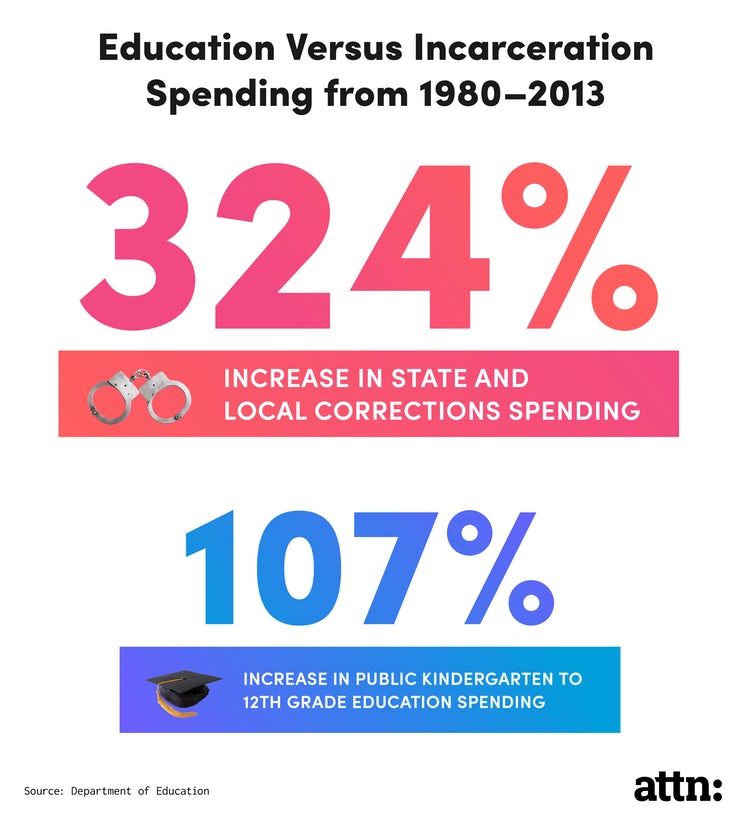 Education Versus Incarceration
Spending from 1980–2013
324%
INCREASE IN STATE AND
LOCAL CORRECTIONS SPENDING
107%
INCREASE IN PUBLIC KINDERGARTEN TO
12TH GRADE EDUCATION SPENDING
Source: Department of Education
attn: